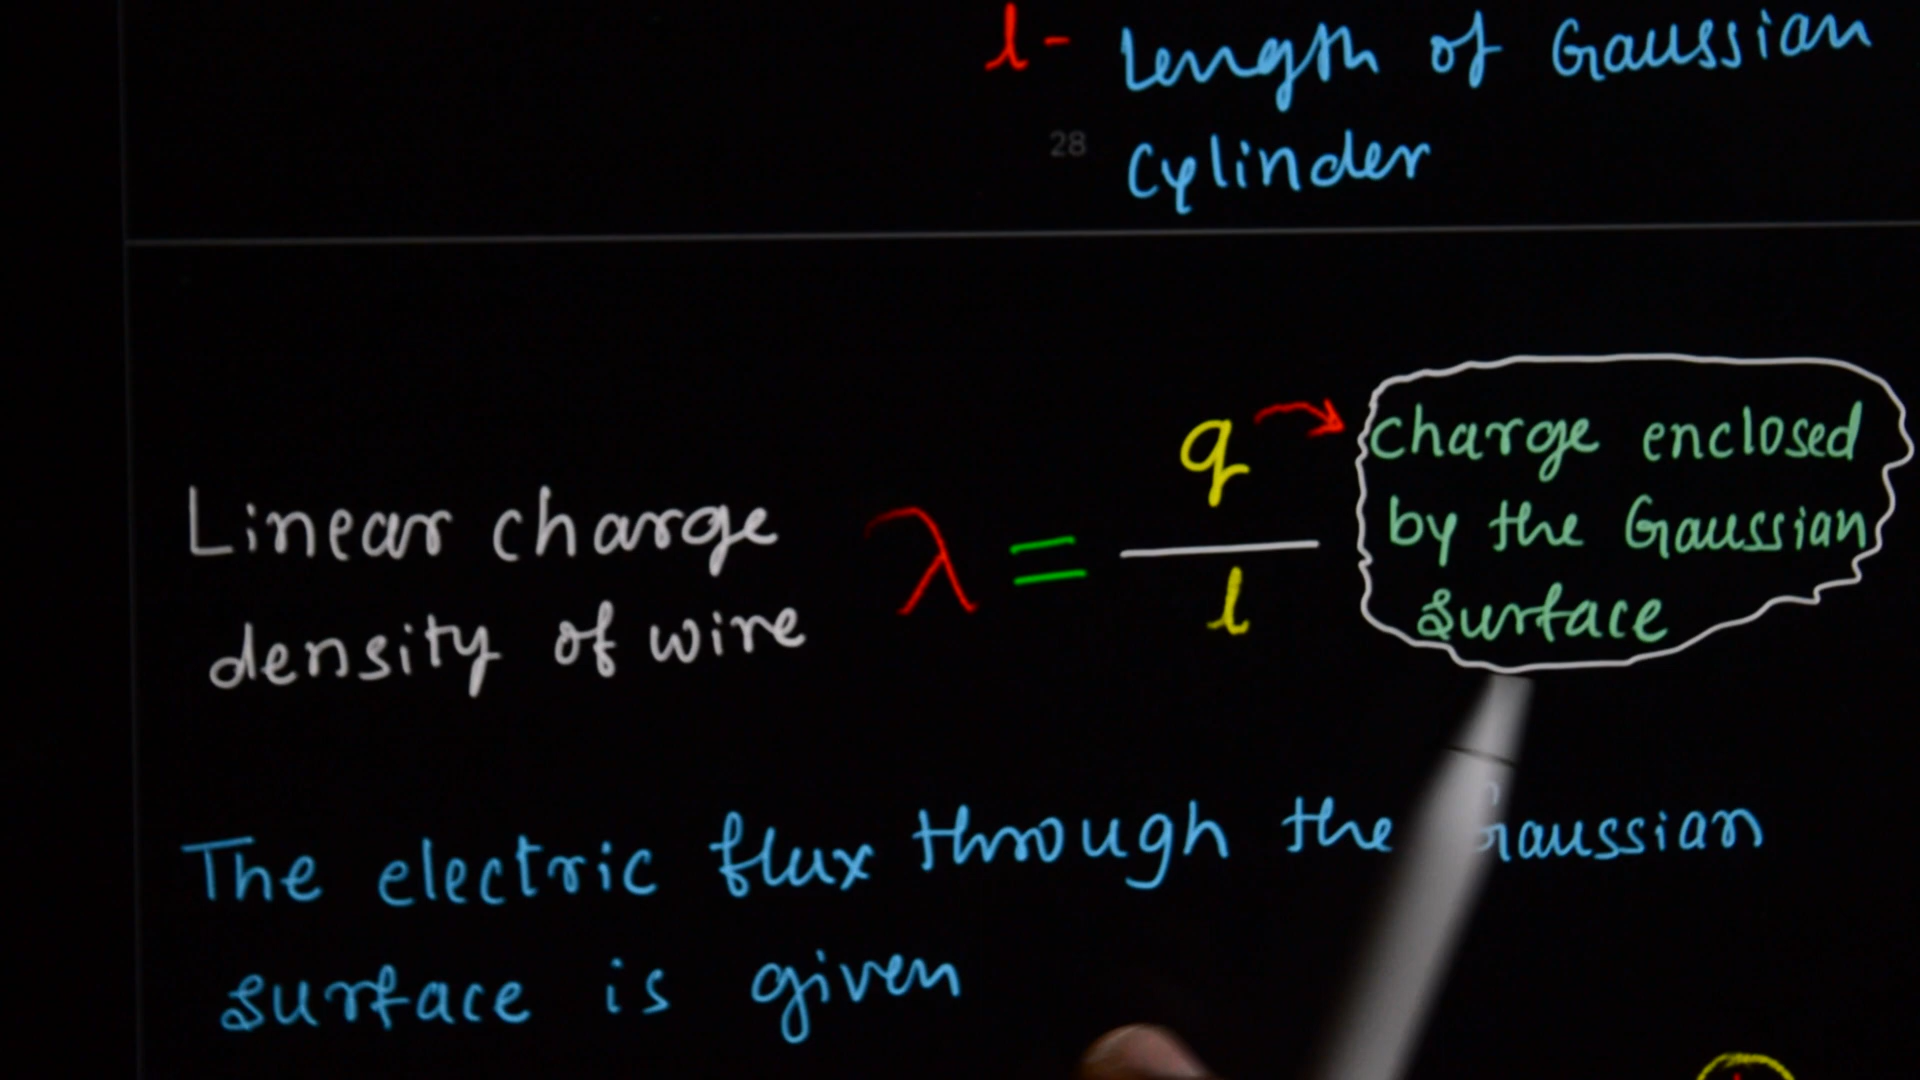 l- Length of Gaussian
28
Cylinder
Linear charge
density of wire
λ = q/l
charge enclosed
by the Gaussian
surface
The electric flux through the Gaussian
surface is given